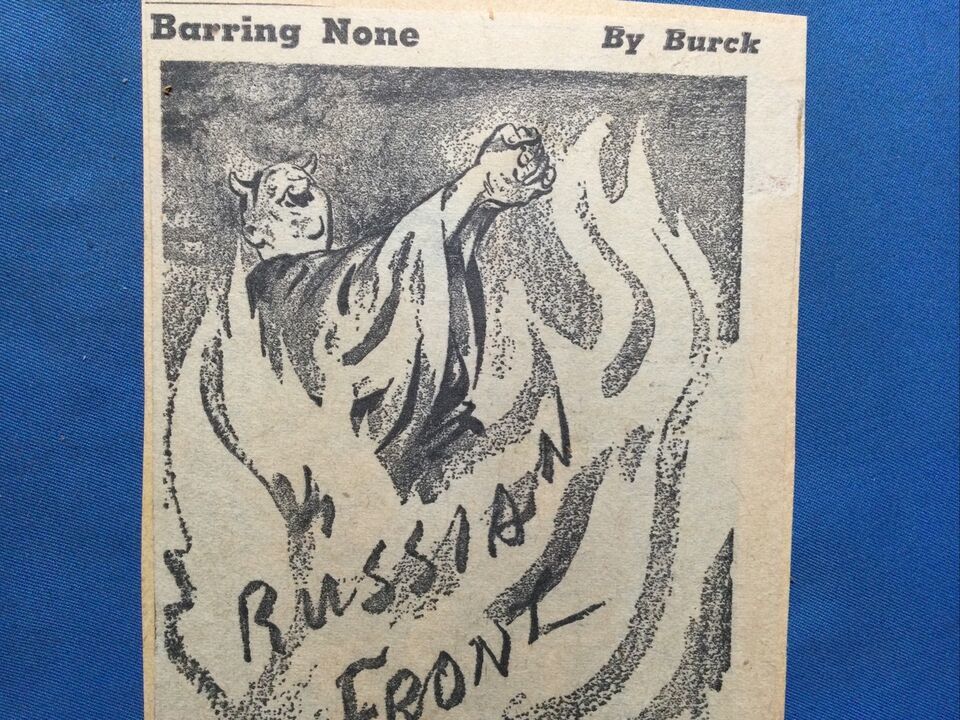 Barring None
By Burck
RUSSIAN
FRONT